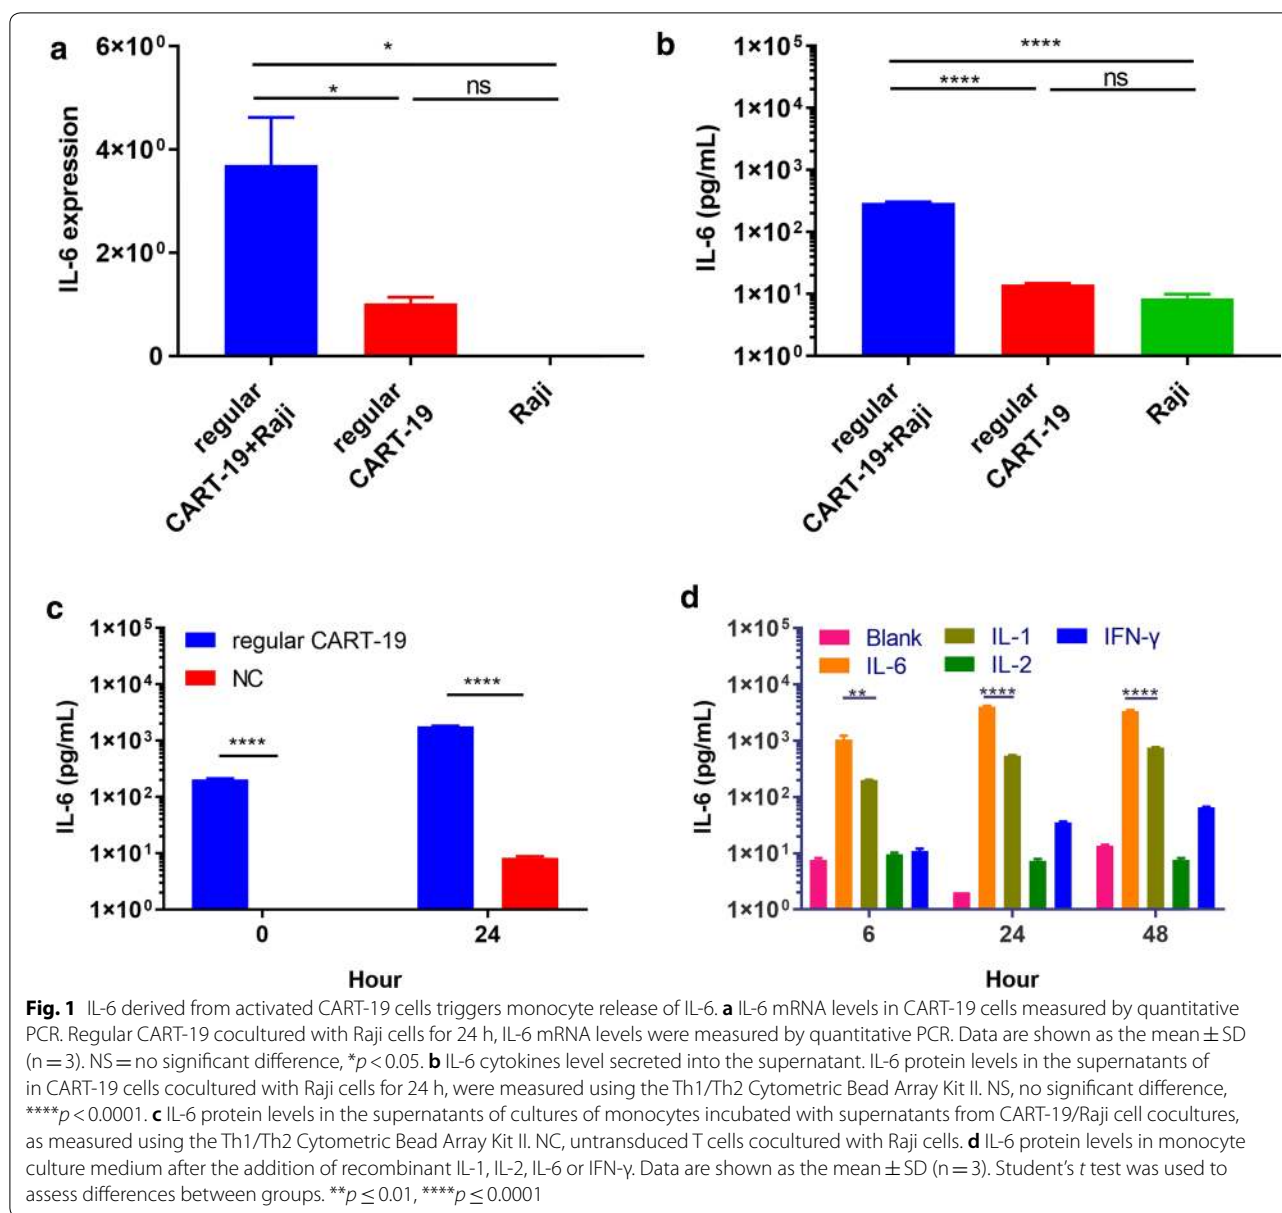 a
6×10⁰
4×10⁰
2×10⁰
0
IL-6 expression
*
*
ns
regular
CART-19+Raji
regular
CART-19
Raji
b
1×10⁵
1×10⁴
1×10³
1×10²
1×10¹
1×10⁰
IL-6 (pg/mL)
****
****
ns
regular
CART-19+Raji
regular
CART-19
Raji
c
1×10⁵
1×10⁴
1×10³
1×10²
1×10¹
1×10⁰
IL-6 (pg/mL)
regular CART-19
NC
****
****
0
24
Hour
d
1×10⁵
1×10⁴
1×10³
1×10²
1×10¹
1×10⁰
IL-6 (pg/mL)
Blank
IL-1
IFN-γ
IL-6
IL-2
**
****
****
6
24
48
Hour
Fig. 1 IL-6 derived from activated CART-19 cells triggers monocyte release of IL-6. a IL-6 mRNA levels in CART-19 cells measured by quantitative
PCR. Regular CART-19 cocultured with Raji cells for 24 h, IL-6 mRNA levels were measured by quantitative PCR. Data are shown as the mean ± SD
(n = 3). NS = no significant difference, *p < 0.05. b IL-6 cytokines level secreted into the supernatant. IL-6 protein levels in the supernatants of
in CART-19 cells cocultured with Raji cells for 24 h, were measured using the Th1/Th2 Cytometric Bead Array Kit II. NS, no significant difference,
****p < 0.0001. c IL-6 protein levels in the supernatants of cultures of monocytes incubated with supernatants from CART-19/Raji cell cocultures,
as measured using the Th1/Th2 Cytometric Bead Array Kit II. NC, untransduced T cells cocultured with Raji cells. d IL-6 protein levels in monocyte
culture medium after the addition of recombinant IL-1, IL-2, IL-6 or IFN-γ. Data are shown as the mean ± SD (n = 3). Student's t test was used to
assess differences between groups. **p ≤ 0.01, ****p ≤ 0.0001